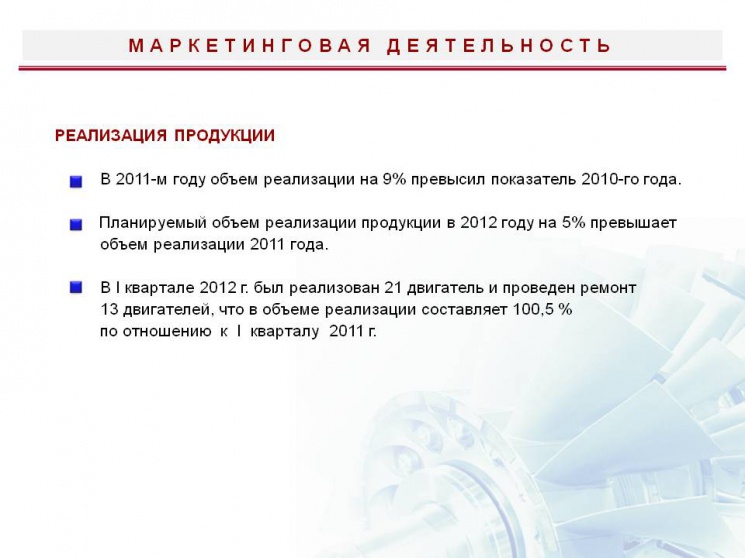 МАРКЕТИНГОВАЯ ДЕЯТЕЛЬНОСТЬ
РЕАЛИЗАЦИЯ ПРОДУКЦИИ
В 2011-м году объем реализации на 9% превысил показатель 2010-го года.
Планируемый объем реализации продукции в 2012 году на 5% превышает
объем реализации 2011 года.
В I квартале 2012 г. был реализован 21 двигатель и проведен ремонт
13 двигателей, что в объеме реализации составляет 100,5 %
по отношению к I кварталу 2011 г.